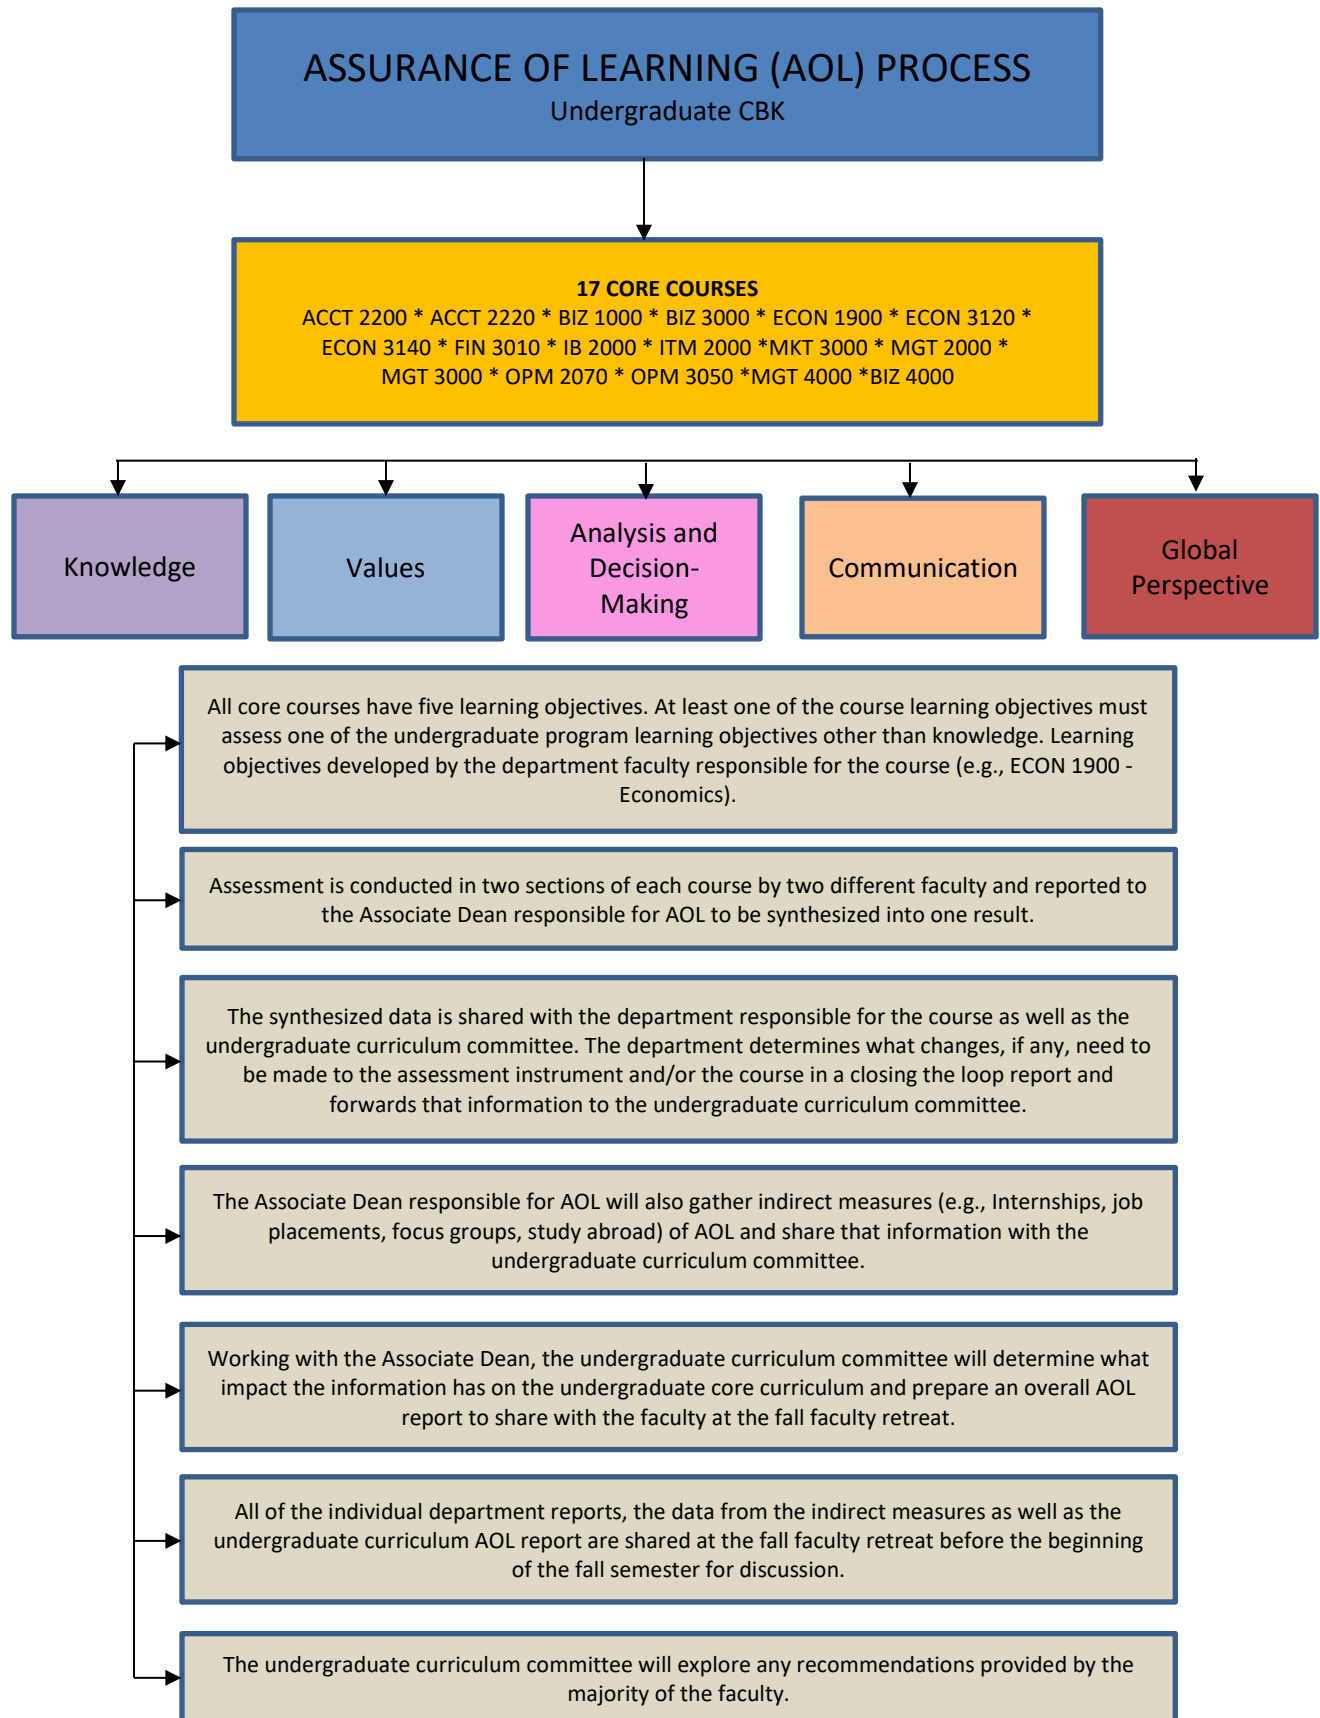 ASSURANCE OF LEARNING (AOL) PROCESS
Undergraduate CBK
17 CORE COURSES
ACCT 2200 * ACCT 2220 * BIZ 1000 * BIZ 3000 * ECON 1900 * ECON 3120 *
ECON 3140 * FIN 3010 * IB 2000 * ITM 2000 *MKT 3000 * MGT 2000 *
MGT 3000 * OPM 2070 * OPM 3050 *MGT 4000 *BIZ 4000
Knowledge
Values
Analysis and
Decision-
Making
Communication
Global
Perspective
All core courses have five learning objectives. At least one of the course learning objectives must
assess one of the undergraduate program learning objectives other than knowledge. Learning
objectives developed by the department faculty responsible for the course (e.g., ECON 1900 -
Economics).
Assessment is conducted in two sections of each course by two different faculty and reported to
the Associate Dean responsible for AOL to be synthesized into one result.
The synthesized data is shared with the department responsible for the course as well as the
undergraduate curriculum committee. The department determines what changes, if any, need to
be made to the assessment instrument and/or the course in a closing the loop report and
forwards that information to the undergraduate curriculum committee.
The Associate Dean responsible for AOL will also gather indirect measures (e.g., Internships, job
placements, focus groups, study abroad) of AOL and share that information with the
undergraduate curriculum committee.
Working with the Associate Dean, the undergraduate curriculum committee will determine what
impact the information has on the undergraduate core curriculum and prepare an overall AOL
report to share with the faculty at the fall faculty retreat.
All of the individual department reports, the data from the indirect measures as well as the
undergraduate curriculum AOL report are shared at the fall faculty retreat before the beginning
of the fall semester for discussion.
The undergraduate curriculum committee will explore any recommendations provided by the
majority of the faculty.